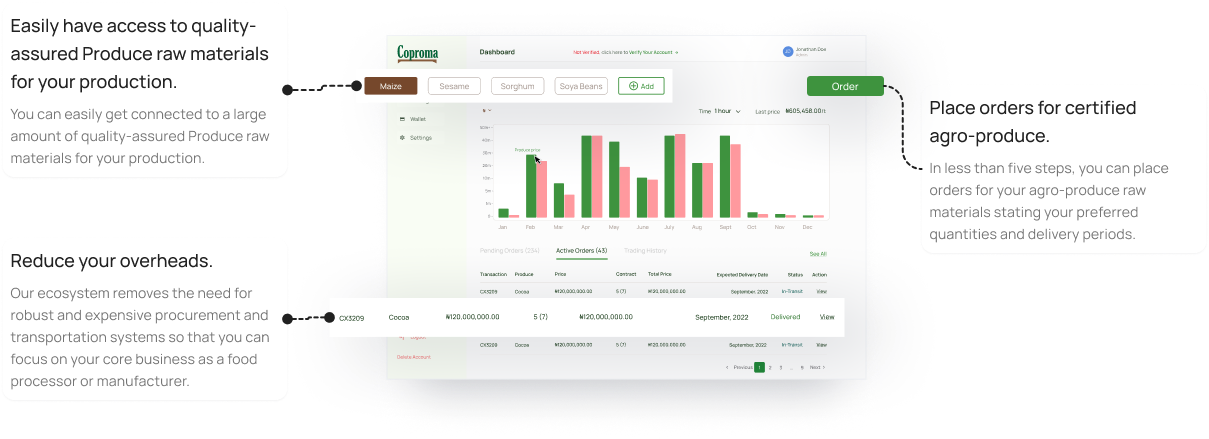 Easily have access to quality-
assured Produce raw materials
for your production.
You can easily get connected to a large
amount of quality-assured Produce raw
materials for your production.
Reduce your overheads.
Our ecosystem removes the need for
robust and expensive procurement and
transportation systems so that you can
focus on your core business as a food
processor or manufacturer.
Coproma
Dashboard
Not Verified, click here to Verify Your Account
JD
Jonathan Doe
Admin
Maize
Sesame
Sorghum
Soya Beans
Add
Order
Wallet
Settings
Time 1 hour
Last price ₦605,458.00
Produce price
Jan Feb Mar Apr May June July Aug Sept Oct Nov Dec
Pending Orders (234) Active Orders (43) Trading History
See All
Transaction Produce Price Contract Total Price Expected Delivery Date Status Action
CX3209 Cocoa ₦120,000,000.00 5 (7) ₦120,000,000.00 September, 2022 In-Transit View
CX3209 Cocoa ₦120,000,000.00 5 (7) ₦120,000,000.00 September, 2022 Delivered View
CX3209 Cocoa ₦120,000,000.00 5 (7) ₦120,000,000.00 September, 2022 In-Transit View
Delete Account
Previous 1 2 3 ... Next
Place orders for certified
agro-produce.
In less than five steps, you can place
orders for your agro-produce raw
materials stating your preferred
quantities and delivery periods.